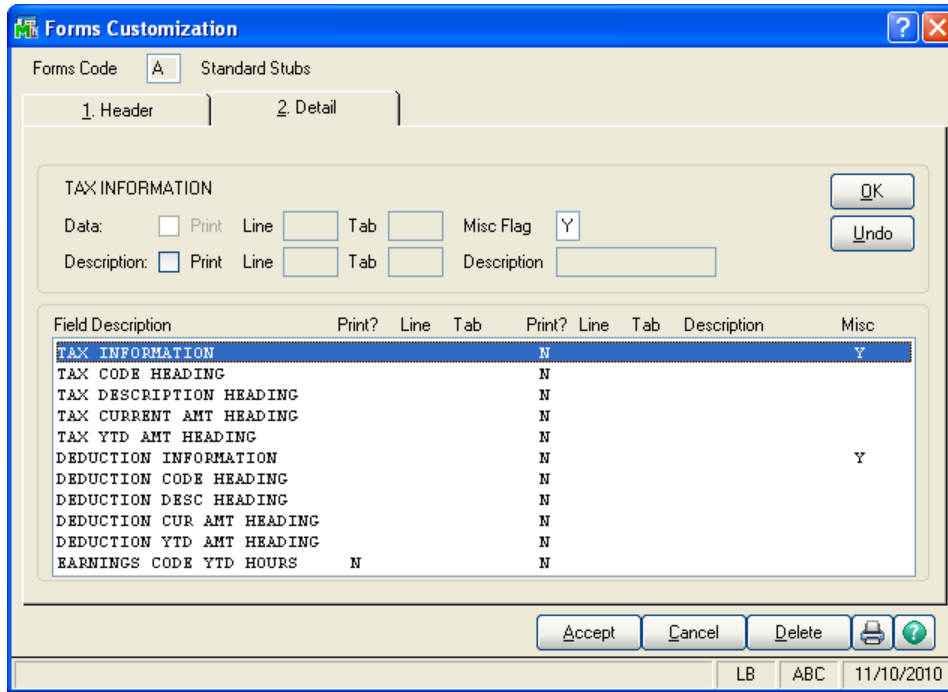 Forms Customization
Forms Code A Standard Stubs
1. Header 2. Detail
TAX INFORMATION OK
Data: Print Line Tab Misc Flag Y Undo
Description: Print Line Tab Description
Field Description Print? Line Tab Print? Line Tab Description Misc
TAX INFORMATION N Y
TAX CODE HEADING N
TAX DESCRIPTION HEADING N
TAX CURRENT AMT HEADING N
TAX YTD AMT HEADING N
DEDUCTION INFORMATION N Y
DEDUCTION CODE HEADING N
DEDUCTION DESC HEADING N
DEDUCTION CUR AMT HEADING N
DEDUCTION YTD AMT HEADING N
EARNINGS CODE YTD HOURS N N
Accept Cancel Delete
LB ABC 11/10/2010